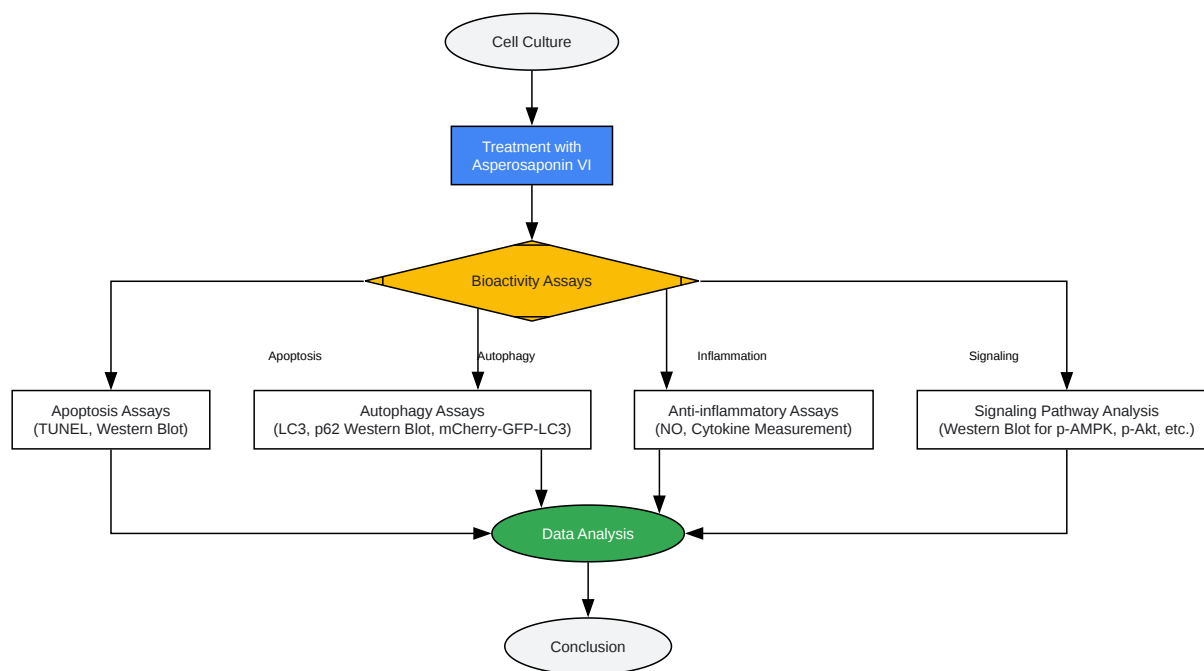 Cell Culture
Treatment with
Asperosaponin VI
Bioactivity Assays
Apoptosis
Autophagy
Inflammation
Signaling
Apoptosis Assays
(TUNEL, Western Blot)
Autophagy Assays
(LC3, p62 Western Blot, mCherry-GFP-LC3)
Anti-inflammatory Assays
(NO, Cytokine Measurement)
Signaling Pathway Analysis
(Western Blot for p-AMPK, p-Akt, etc.)
Data Analysis
Conclusion